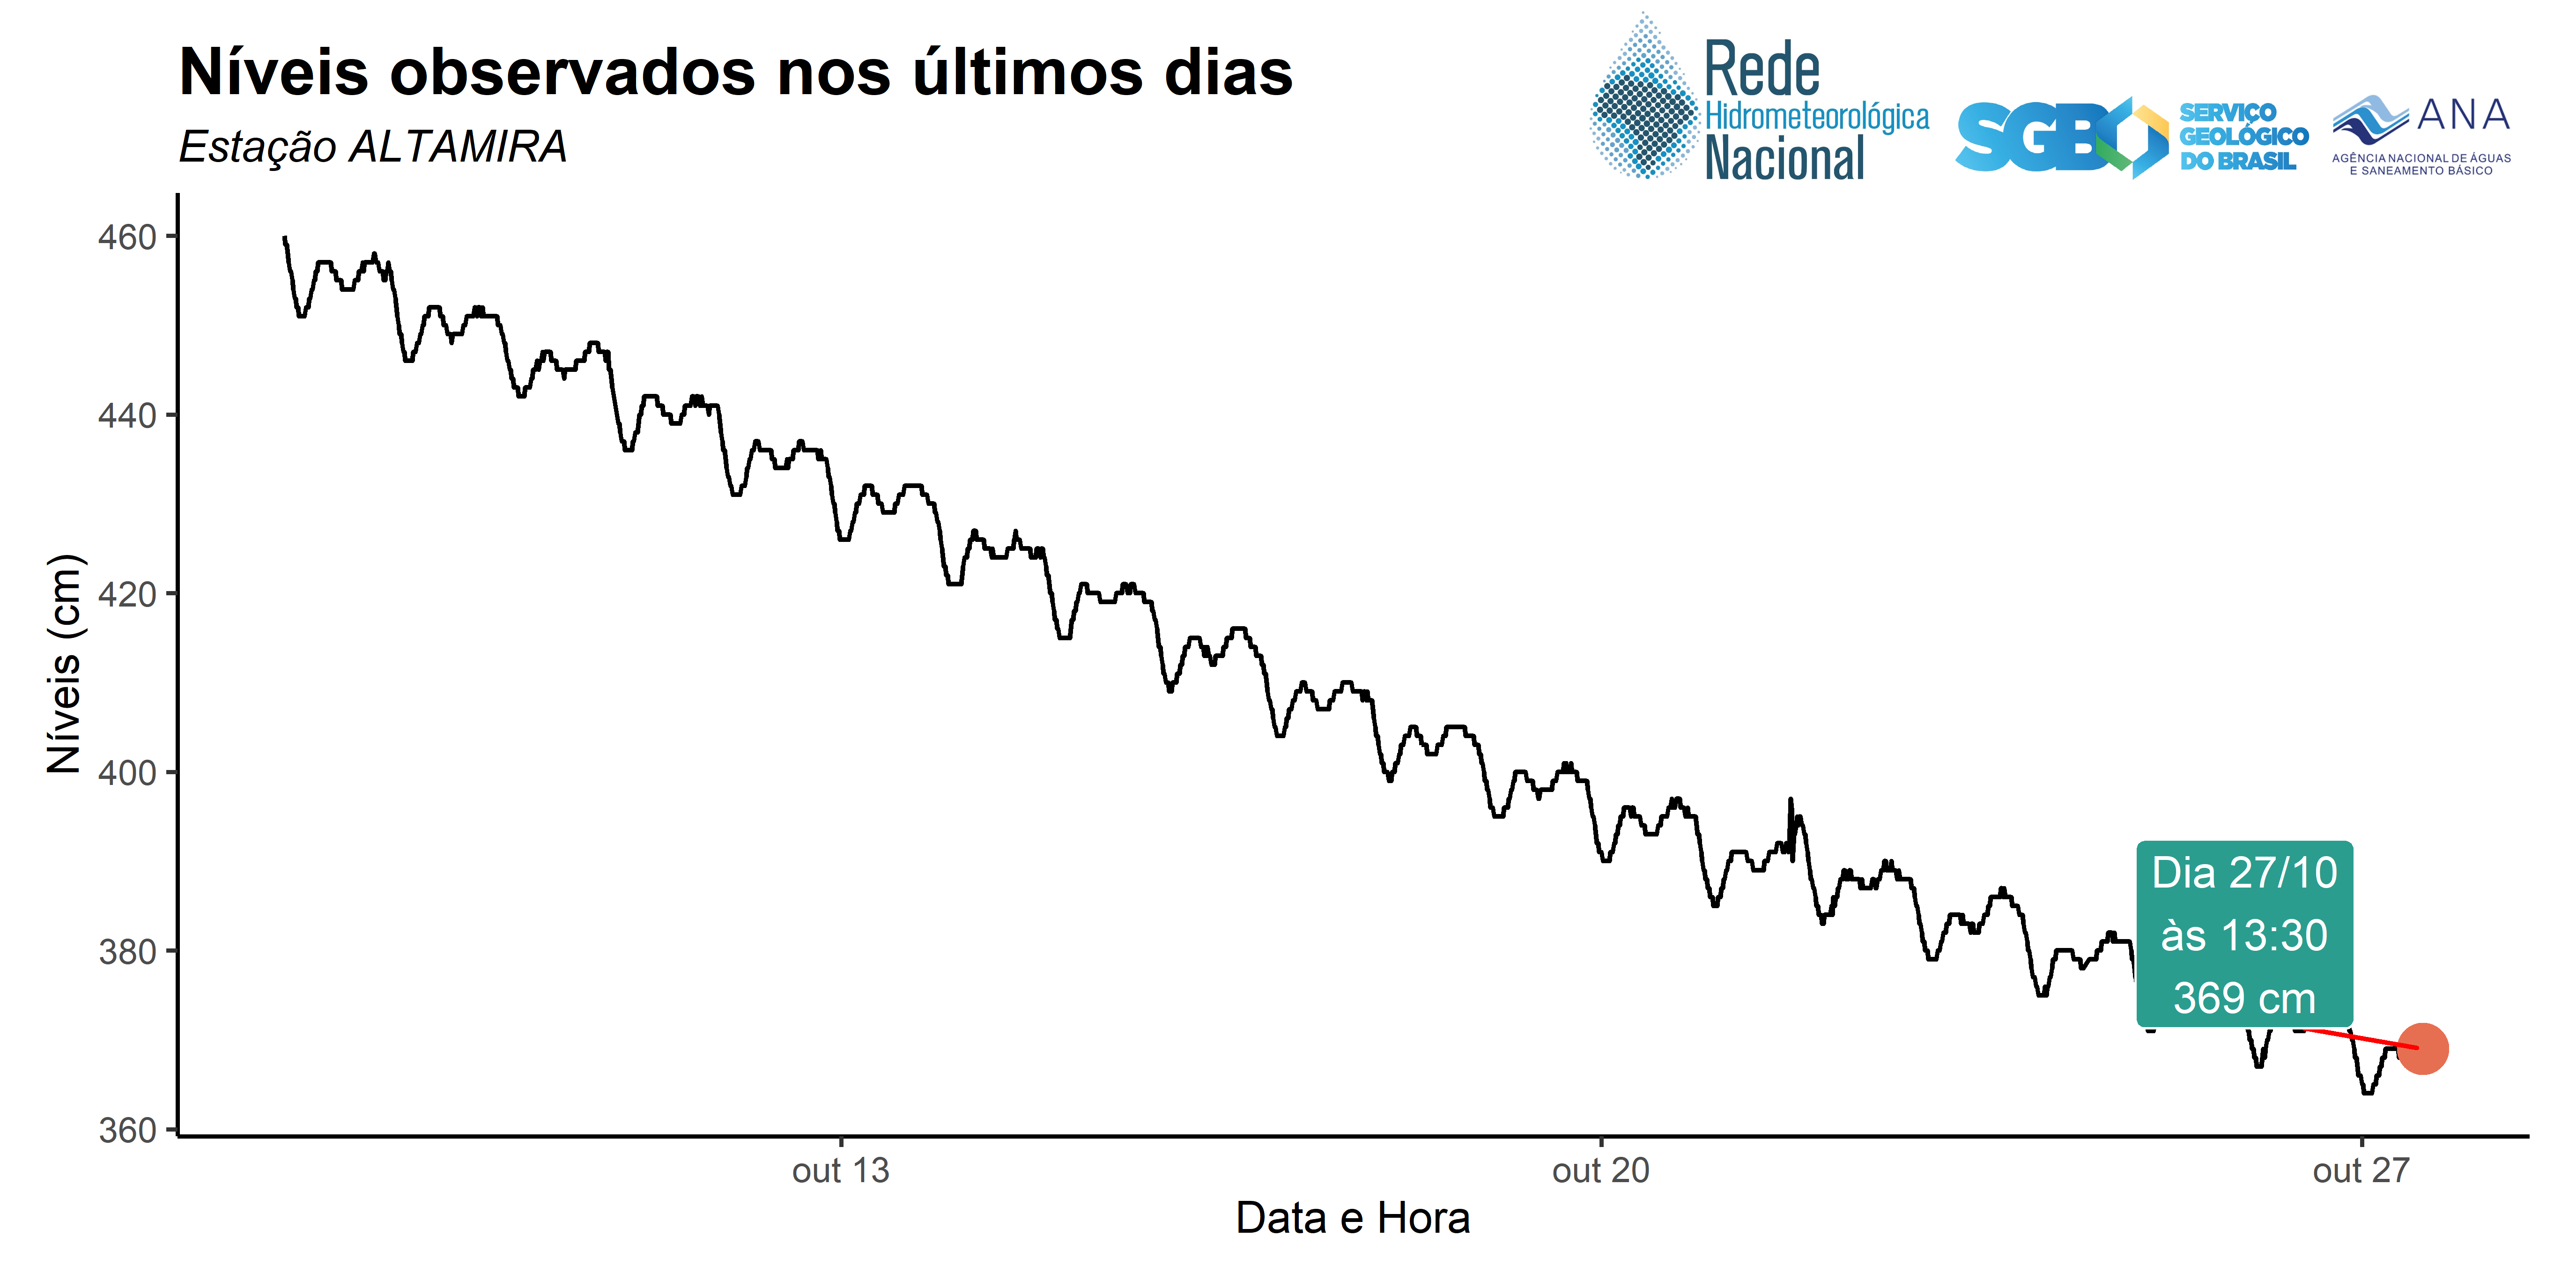 Níveis observados nos últimos dias
Estação ALTAMIRA
Rede
Hidrometeorológica
Nacional
SGB
SERVIÇO
GEOLÓGICO
DO BRASIL
ANA
AGÊNCIA NACIONAL DE ÁGUAS
E SANEAMENTO BÁSICO
Níveis (cm)
460
440
420
400
380
360
Dia 27/10
às 13:30
369 cm
out 13
out 20
out 27
Data e Hora